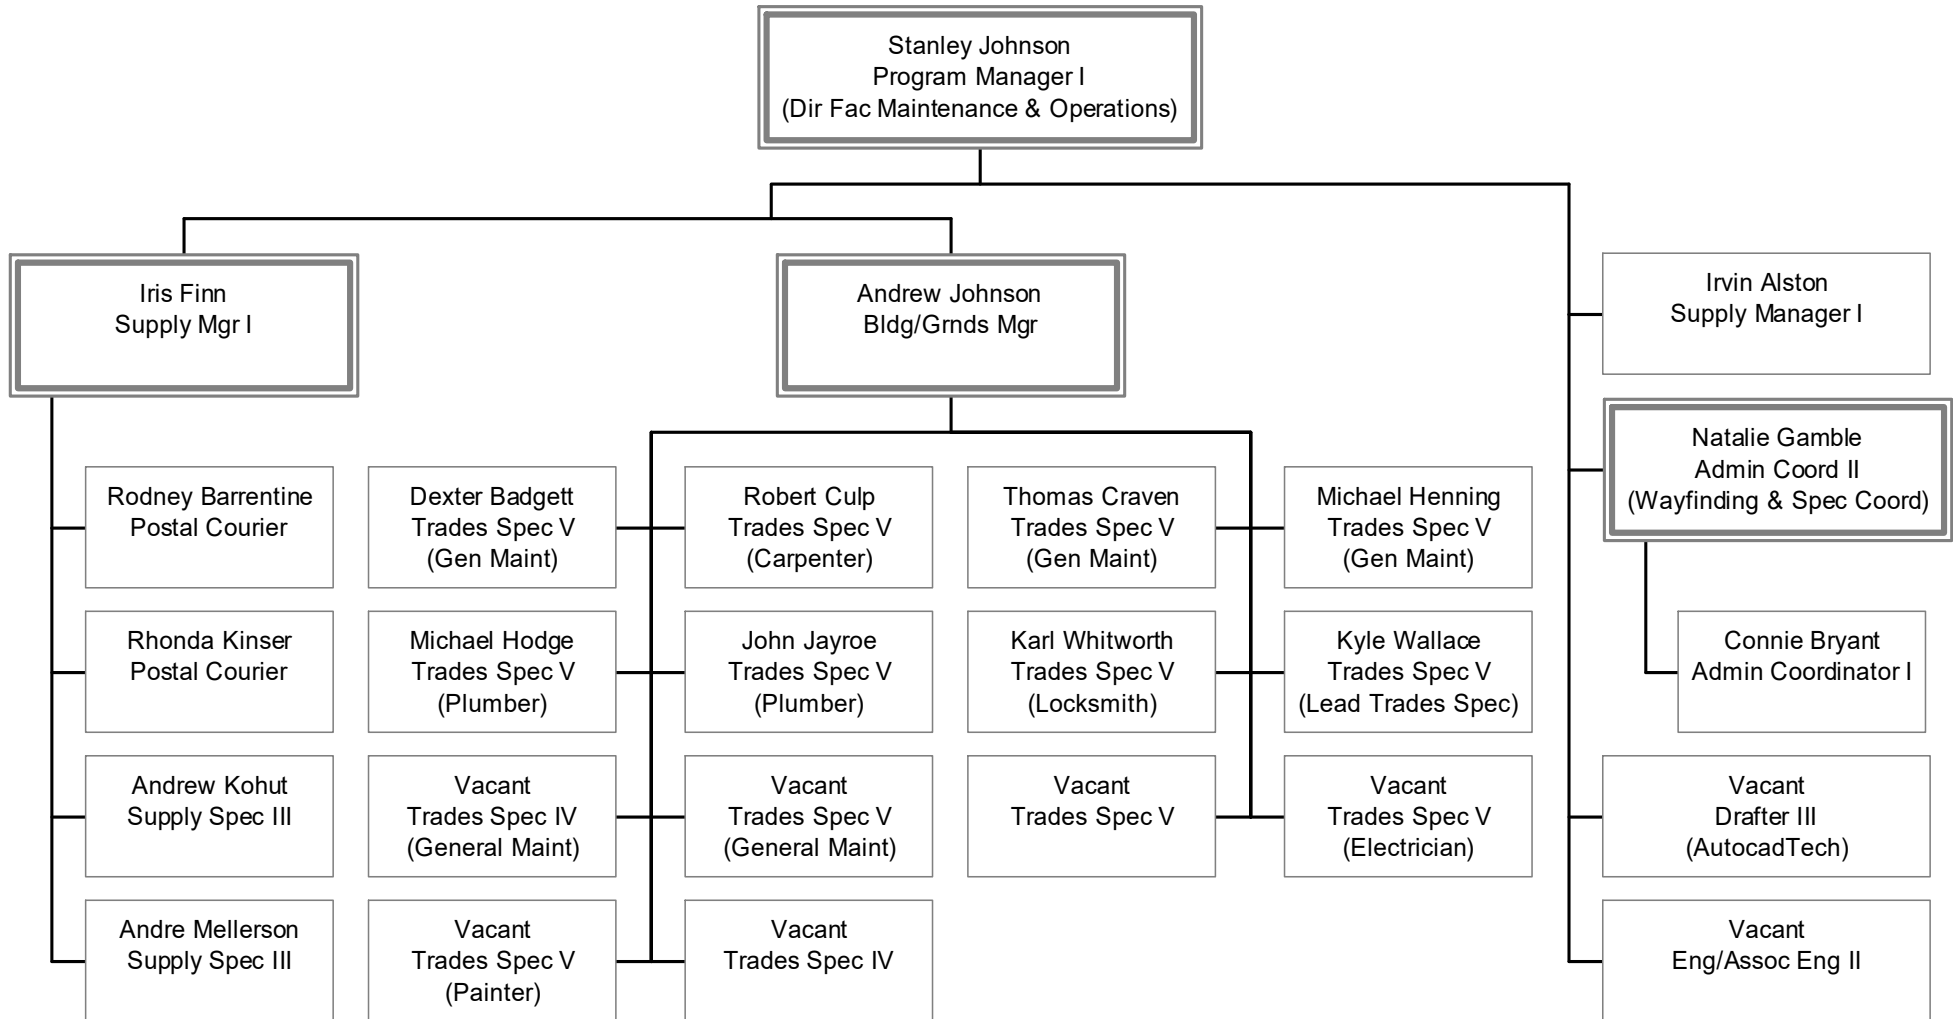 Stanley Johnson
Program Manager I
(Dir Fac Maintenance & Operations)
Iris Finn
Supply Mgr I
Andrew Johnson
Bldg/Grnds Mgr
Irvin Alston
Supply Manager I
Natalie Gamble
Admin Coord II
(Wayfinding & Spec Coord)
Rodney Barrentine
Postal Courier
Dexter Badgett
Trades Spec V
(Gen Maint)
Robert Culp
Trades Spec V
(Carpenter)
Thomas Craven
Trades Spec V
(Gen Maint)
Michael Henning
Trades Spec V
(Gen Maint)
Rhonda Kinser
Postal Courier
Michael Hodge
Trades Spec V
(Plumber)
John Jayroe
Trades Spec V
(Plumber)
Karl Whitworth
Trades Spec V
(Locksmith)
Kyle Wallace
Trades Spec V
(Lead Trades Spec)
Connie Bryant
Admin Coordinator I
Andrew Kohut
Supply Spec III
Vacant
Trades Spec IV
(General Maint)
Vacant
Trades Spec V
(General Maint)
Vacant
Trades Spec V
Vacant
Trades Spec V
(Electrician)
Vacant
Drafter III
(AutocadTech)
Andre Mellerson
Supply Spec III
Vacant
Trades Spec V
(Painter)
Vacant
Trades Spec IV
Vacant
Eng/Assoc Eng II